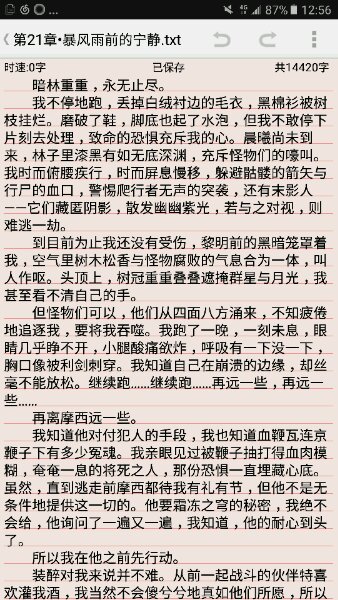 4G 87% 12:56
第21章•暴风雨前的宁静.txt
时速:0字 已保存 共14420字
暗林重重，永无止尽。
我不停地跑，丢掉白绒衬边的毛衣，黑棉衫被树
枝挂烂。磨破了鞋，脚底也起了水泡，但我不敢停下
片刻去处理，致命的恐惧充斥我的心。晨曦尚未到
来，林子里漆黑有如无底深渊，充斥怪物们的嚎叫。
我时而俯腰疾行，时而屏息慢移，躲避骷髅的箭矢与
行尸的血口，警惕爬行者无声的突袭，还有末影人
——它们藏匿阴影，散发幽幽紫光，若与之对视，则
难逃一劫。
到目前为止我还没有受伤，黎明前的黑暗笼罩着
我，空气里树木松香与怪物腐败的气息合为一体，叫
人作呕。头顶上，树冠重重叠叠遮掩群星与月光，我
甚至看不清自己的手。
但怪物们可以，他们从四面八方涌来，不知疲倦
地追逐我，要将我吞噬。我跑了一晚，一刻未息，眼
睛几乎睁不开，小腿酸痛欲炸，呼吸有一下没一下，
胸口像被利剑刺穿。我知道自己在崩溃的边缘，却丝
毫不能放松。继续跑……继续跑……再远一些，再远一
些……
再离摩西远一些。
我知道他对付犯人的手段，我也知道血鞭瓦连京
鞭子下有多少冤魂。我亲眼见过被鞭子抽打得血肉模
糊，奄奄一息的将死之人，那份恐惧一直埋藏心底。
虽然，直到逃走前摩西都待我有礼有节，但他不是无
条件地提供这一切的。他要霜冻之穹的秘密，我绝不
会给，他询问了一遍又一遍，我知道，他的耐心到头
了。
所以我在他之前先行动。
装醉对我来说并不难。从前一起战斗的伙伴特喜
欢灌我酒，我当然不会傻兮兮地真如他们所愿，所以